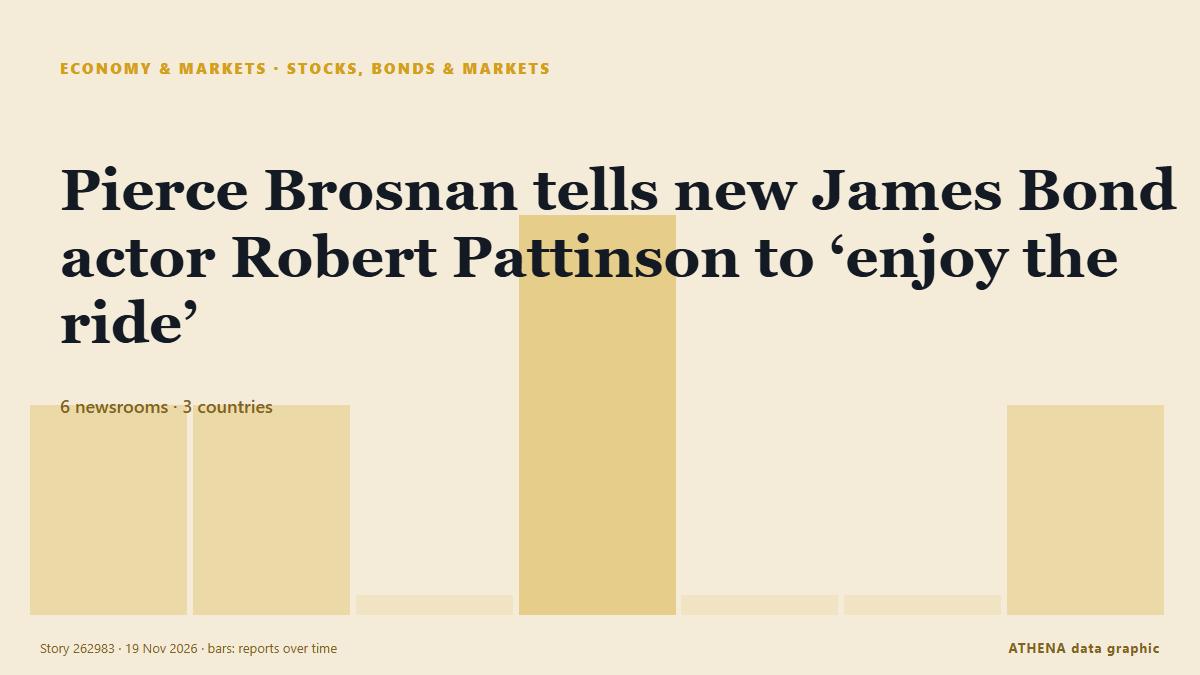 ECONOMY & MARKETS · STOCKS, BONDS & MARKETS
Pierce Brosnan tells new James Bond
actor Robert Pattinson to ‘enjoy the
ride’
6 newsrooms · 3 countries
Story 262983 · 19 Nov 2026 · bars: reports over time
ATHENA data graphic